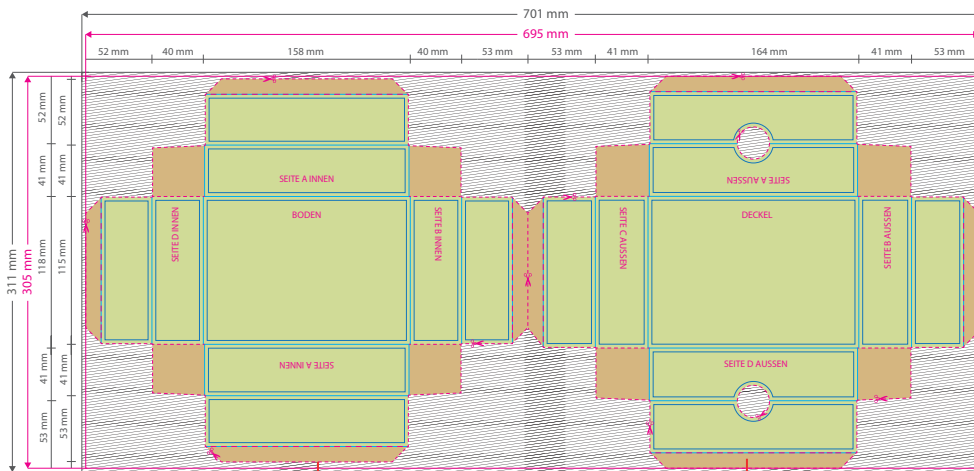 701 mm
695 mm
52 mm
40 mm
158 mm
40 mm
53 mm
53 mm
41 mm
164 mm
41 mm
53 mm
311 mm
305 mm
52 mm
52 mm
41 mm
41 mm
118 mm
115 mm
41 mm
41 mm
53 mm
53 mm
SEITE A INNEN
BODEN
SEITE D INNEN
SEITE B INNEN
SEITE A INNEN
SEITE A AUSSEN
DECKEL
SEITE C AUSSEN
SEITE B AUSSEN
SEITE D AUSSEN